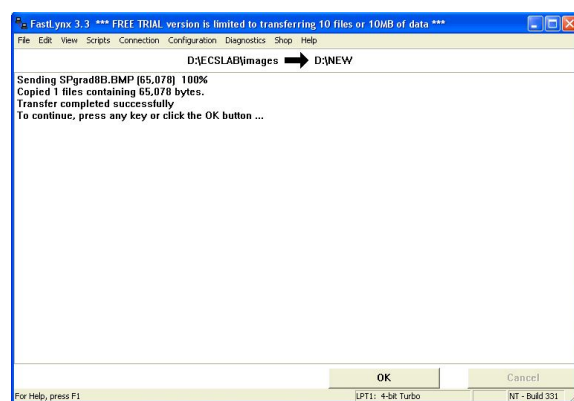 FastLynx 3.3 *** FREE TRIAL version is limited to transferring 10 files or 10MB of data ***
File Edit View Scripts Connection Configuration Diagnostics Shop Help
D:\ECSLAB\images D:\NEW
Sending SPgrad8B.BMP (65,078) 100%
Copied 1 files containing 65,078 bytes.
Transfer completed successfully
To continue, press any key or click the OK button ...
OK Cancel
For Help, press F1 LPT1: 4-bit Turbo NT - Build 331